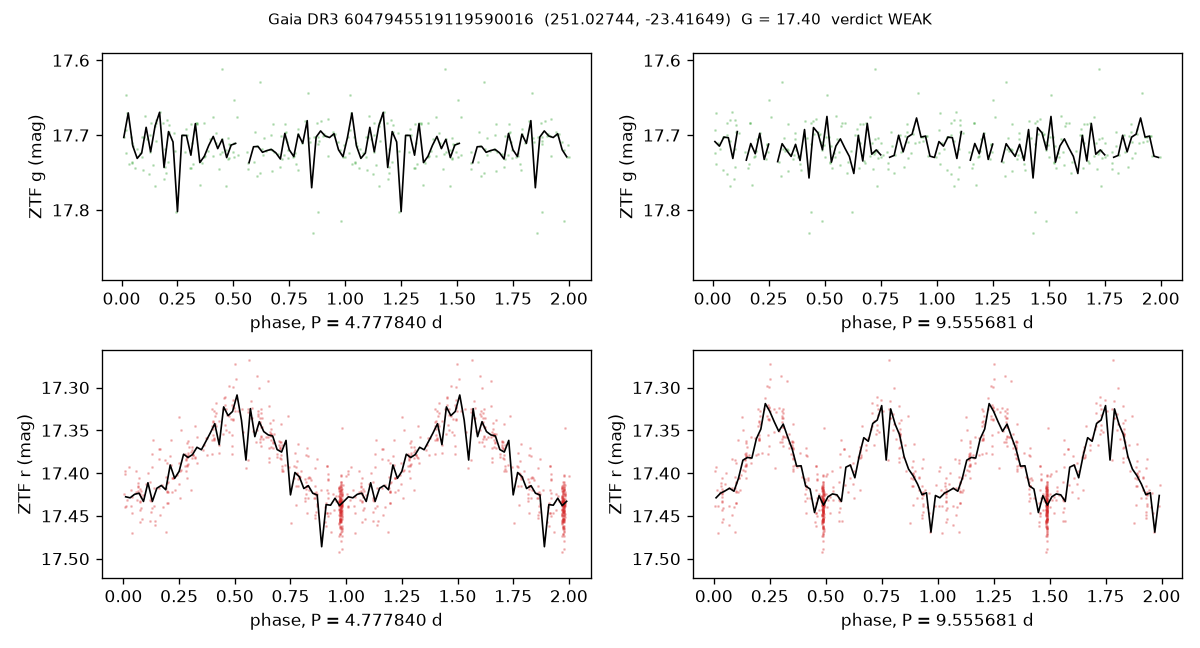 Gaia DR3 6047945519119590016  (251.02744, -23.41649)  G = 17.40  verdict WEAK
ZTF g (mag)
17.6
17.7
17.8
0.00 0.25 0.50 0.75 1.00 1.25 1.50 1.75 2.00
phase, P = 4.777840 d
ZTF g (mag)
17.6
17.7
17.8
0.00 0.25 0.50 0.75 1.00 1.25 1.50 1.75 2.00
phase, P = 9.555681 d
ZTF r (mag)
17.30
17.35
17.40
17.45
17.50
0.00 0.25 0.50 0.75 1.00 1.25 1.50 1.75 2.00
phase, P = 4.777840 d
ZTF r (mag)
17.30
17.35
17.40
17.45
17.50
0.00 0.25 0.50 0.75 1.00 1.25 1.50 1.75 2.00
phase, P = 9.555681 d